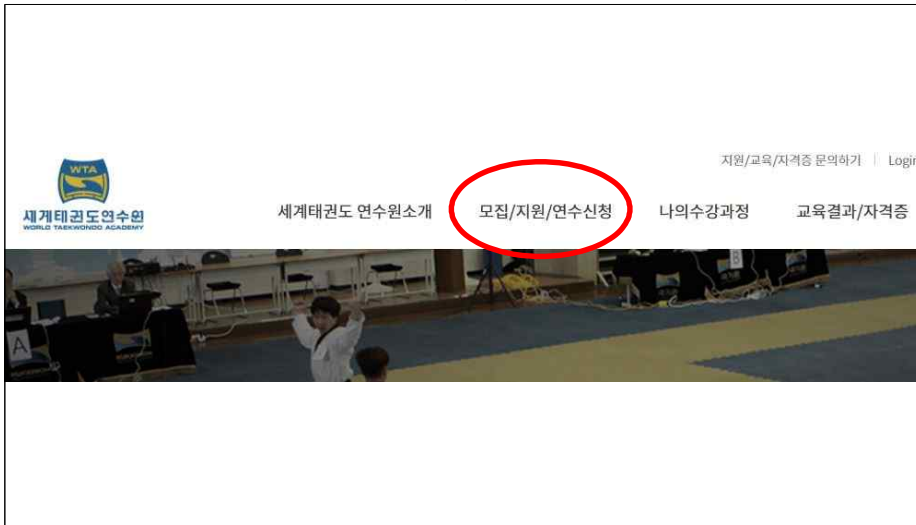 지원/교육/자격증 문의하기 Login
WTA
세계태권도연수원
WORLD TAEKWONDO ACADEMY
세계태권도 연수원소개 모집/지원/연수신청 나의수강과정 교육결과/자격증
B
A